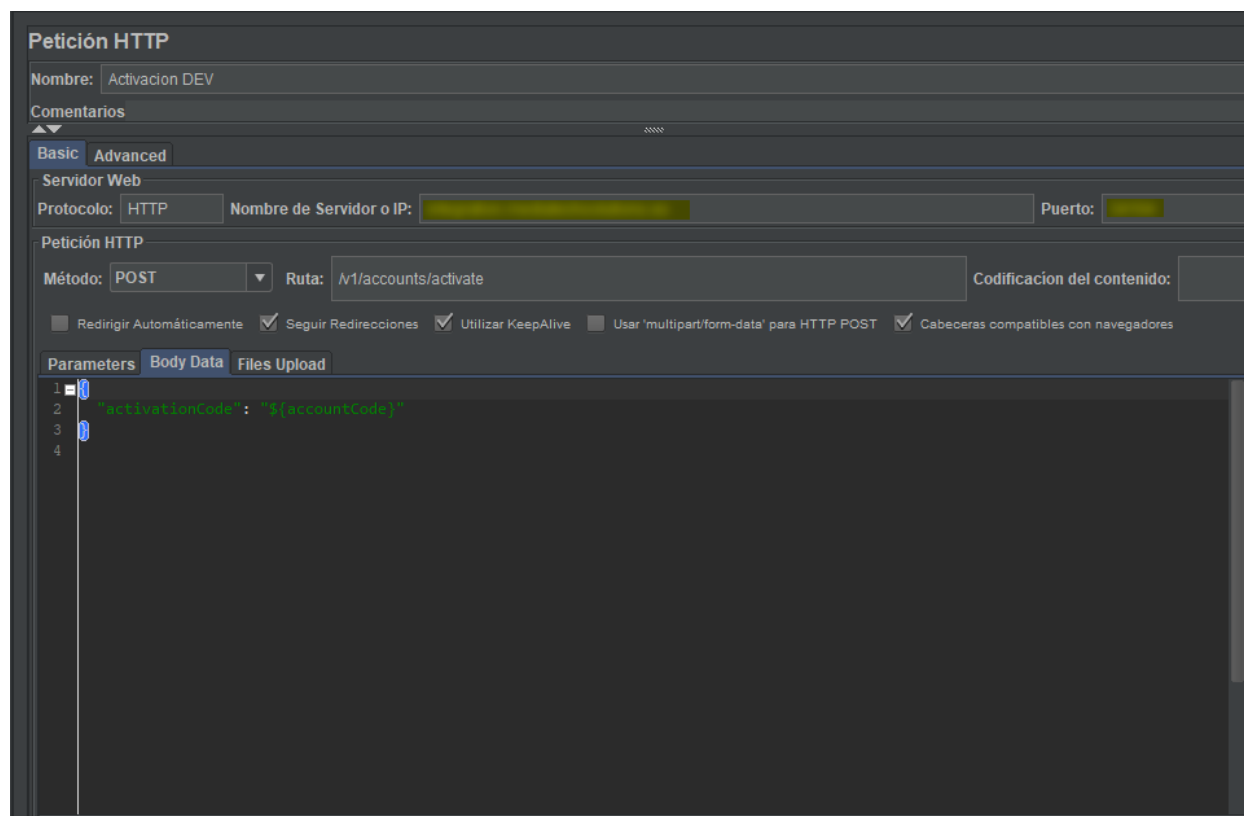 Petición HTTP
Nombre: Activacion DEV
Comentarios
Basic Advanced
Servidor Web
Protocolo: HTTP Nombre de Servidor o IP: Puerto:
Petición HTTP
Método: POST Ruta: /v1/accounts/activate Codificacíon del contenido:
Redirigir Automáticamente Seguir Redirecciones Utilizar KeepAlive Usar 'multipart/form-data' para HTTP POST Cabeceras compatibles con navegadores
Parameters Body Data Files Upload
1 {
2 "activationCode": "${accountCode}"
3 }
4